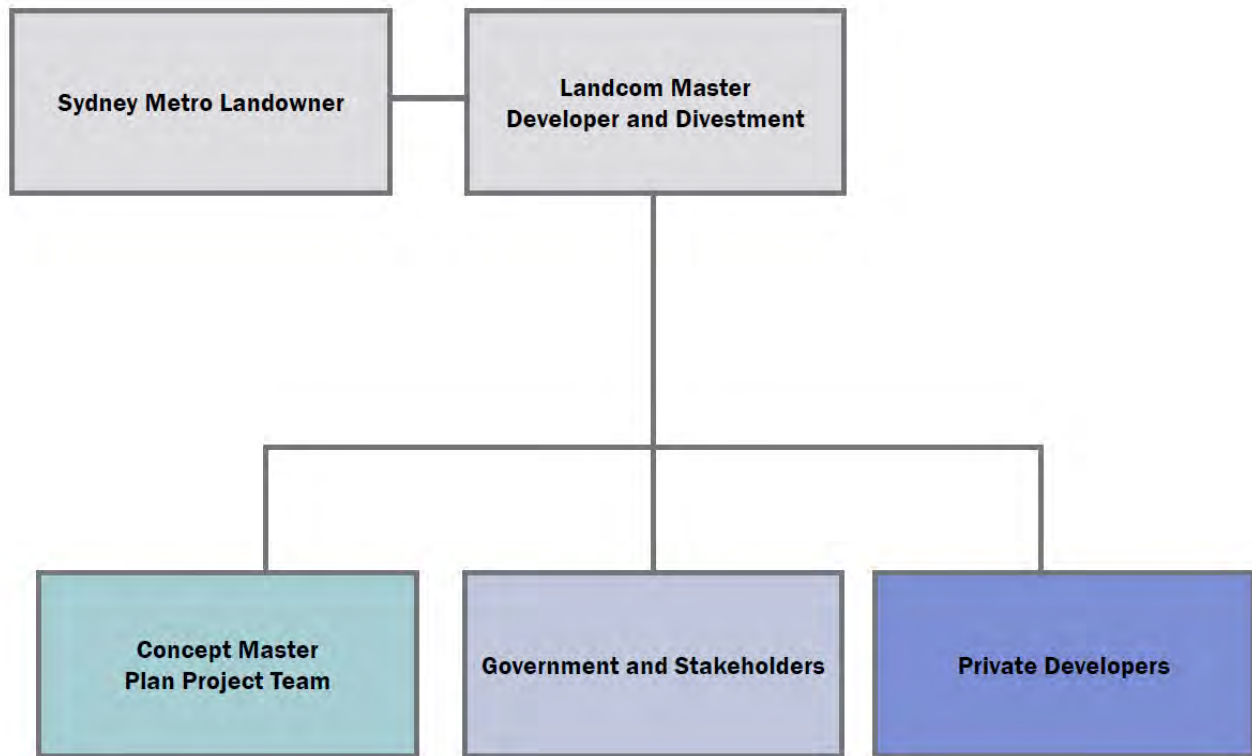 Sydney Metro Landowner
Landcom Master
Developer and Divestment
Concept Master
Plan Project Team
Government and Stakeholders
Private Developers